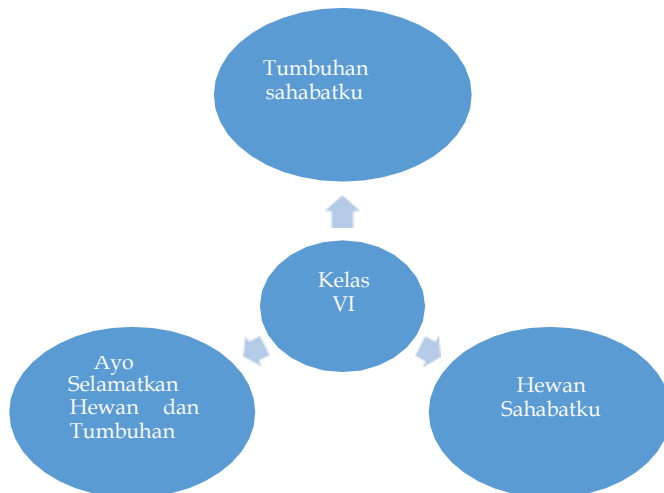 Tumbuhan
sahabatku
Kelas
VI
Ayo
Selamatkan
Hewan dan
Tumbuhan
Hewan
Sahabatku